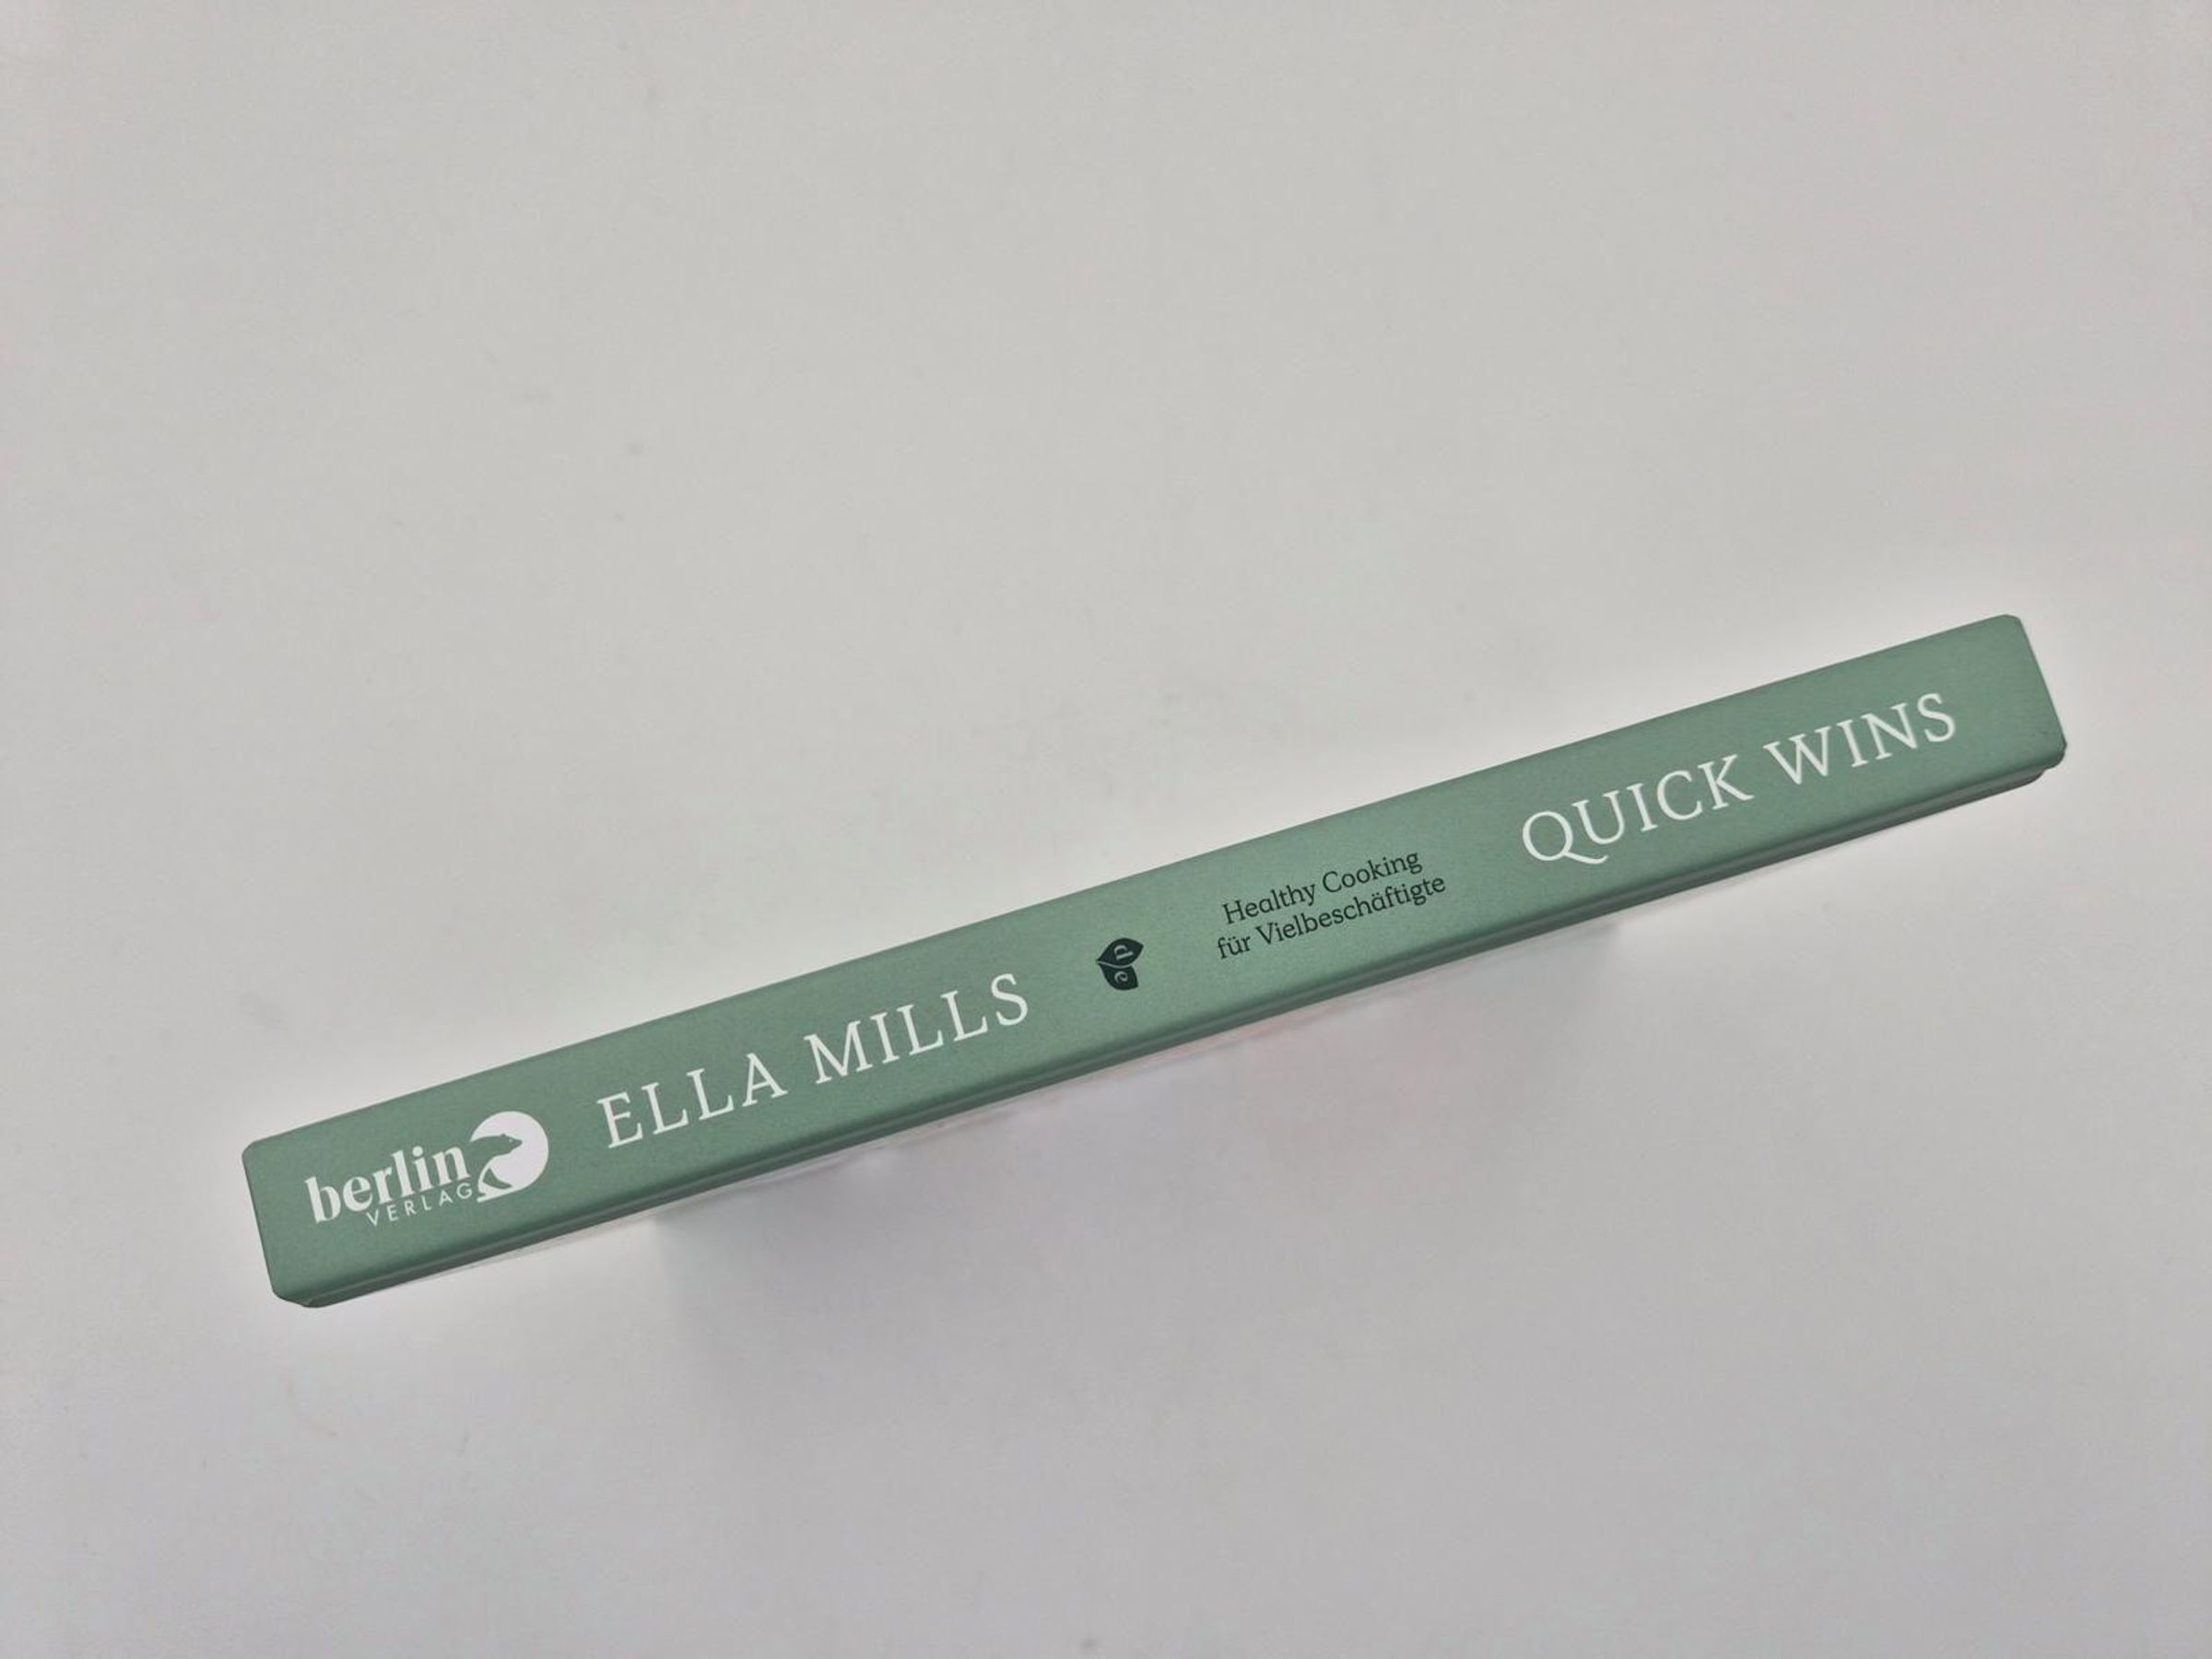 berlin
VERLAG
ELLA MILLS
d e
Healthy Cooking
für Vielbeschäftigte
QUICK WINS